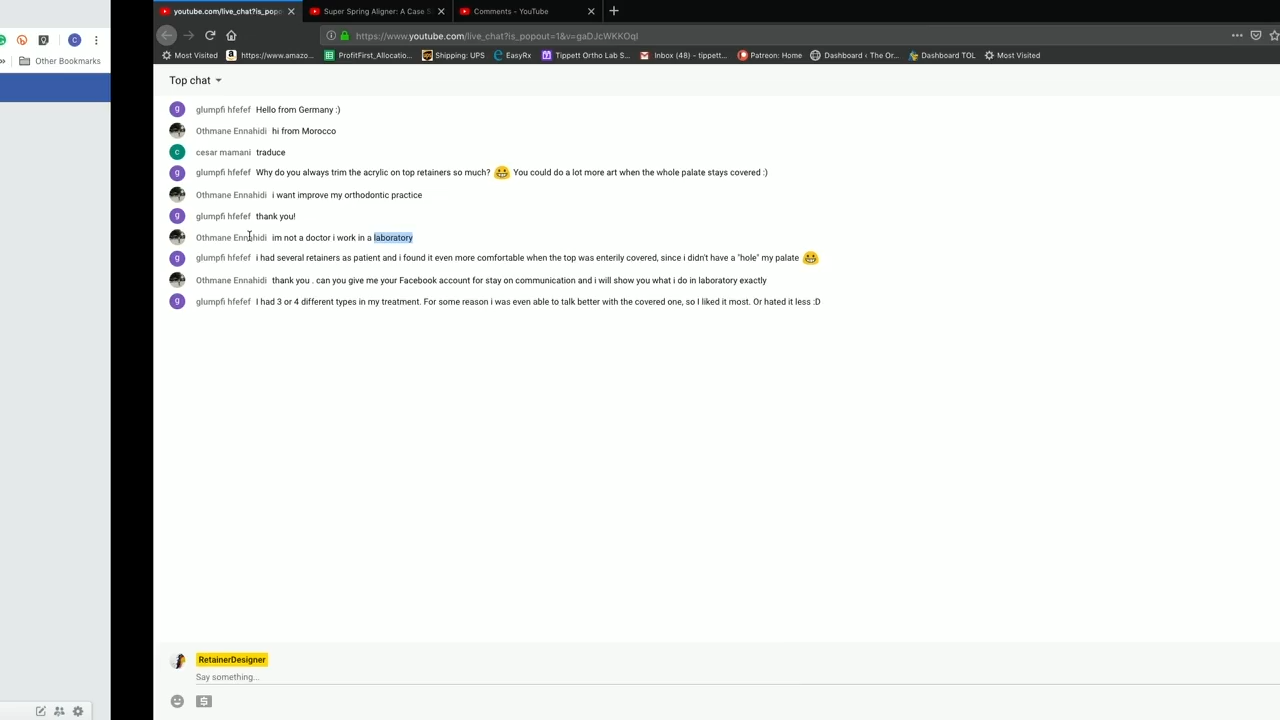 c
»
Other Bookmarks
youtube.com/live_chat?is_pop
Super Spring Aligner: A Case S
Comments - YouTube
https://www.youtube.com/live_chat?is_popout=1&v=gaDJcWKKOqI
Most Visited
https://www.amazo...
ProfitFirst_Allocatio...
Shipping: UPS
EasyRx
Tippett Ortho Lab S...
Inbox (48) - tippett...
Patreon: Home
Dashboard ‹ The Or...
Dashboard TOL
Most Visited
Top chat
g glumpfi hfefef Hello from Germany :)
Othmane Ennahidi hi from Morocco
c cesar mamani traduce
g glumpfi hfefef Why do you always trim the acrylic on top retainers so much? 😀 You could do a lot more art when the whole palate stays covered :)
Othmane Ennahidi i want improve my orthodontic practice
g glumpfi hfefef thank you!
Othmane Ennahidi im not a doctor i work in a laboratory
g glumpfi hfefef i had several retainers as patient and i found it even more comfortable when the top was enterily covered, since i didn't have a "hole" my palate 😀
Othmane Ennahidi thank you . can you give me your Facebook account for stay on communication and i will show you what i do in laboratory exactly
g glumpfi hfefef I had 3 or 4 different types in my treatment. For some reason i was even able to talk better with the covered one, so I liked it most. Or hated it less :D
RetainerDesigner
Say something...